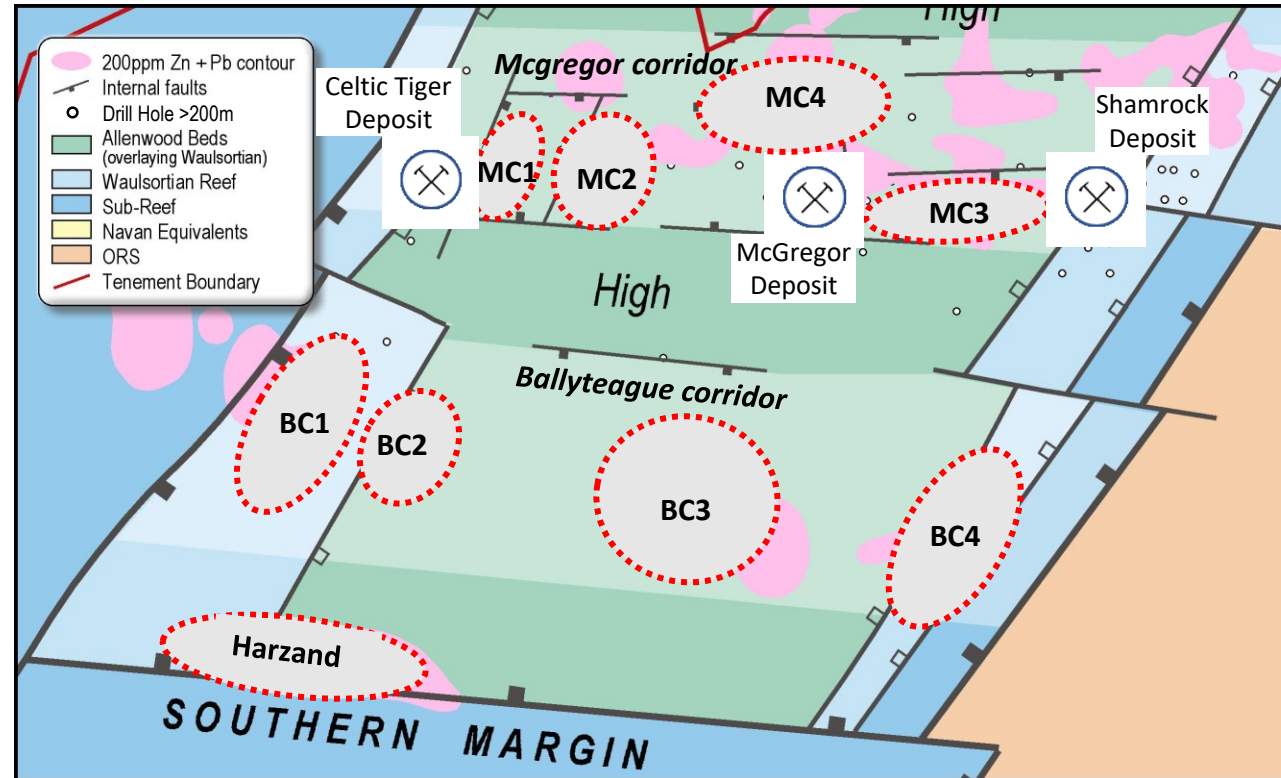 High
200ppm Zn + Pb contour
Internal faults
Drill Hole >200m
Allenwood Beds
(overlaying Waulsortian)
Waulsortian Reef
Sub-Reef
Navan Equivalents
ORS
Tenement Boundary
Mcgregor corridor
Celtic Tiger
Deposit
MC4
Shamrock
Deposit
MC1
MC2
MC3
McGregor
Deposit
High
Ballyteague corridor
BC1
BC2
BC3
BC4
Harzand
SOUTHERN MARGIN